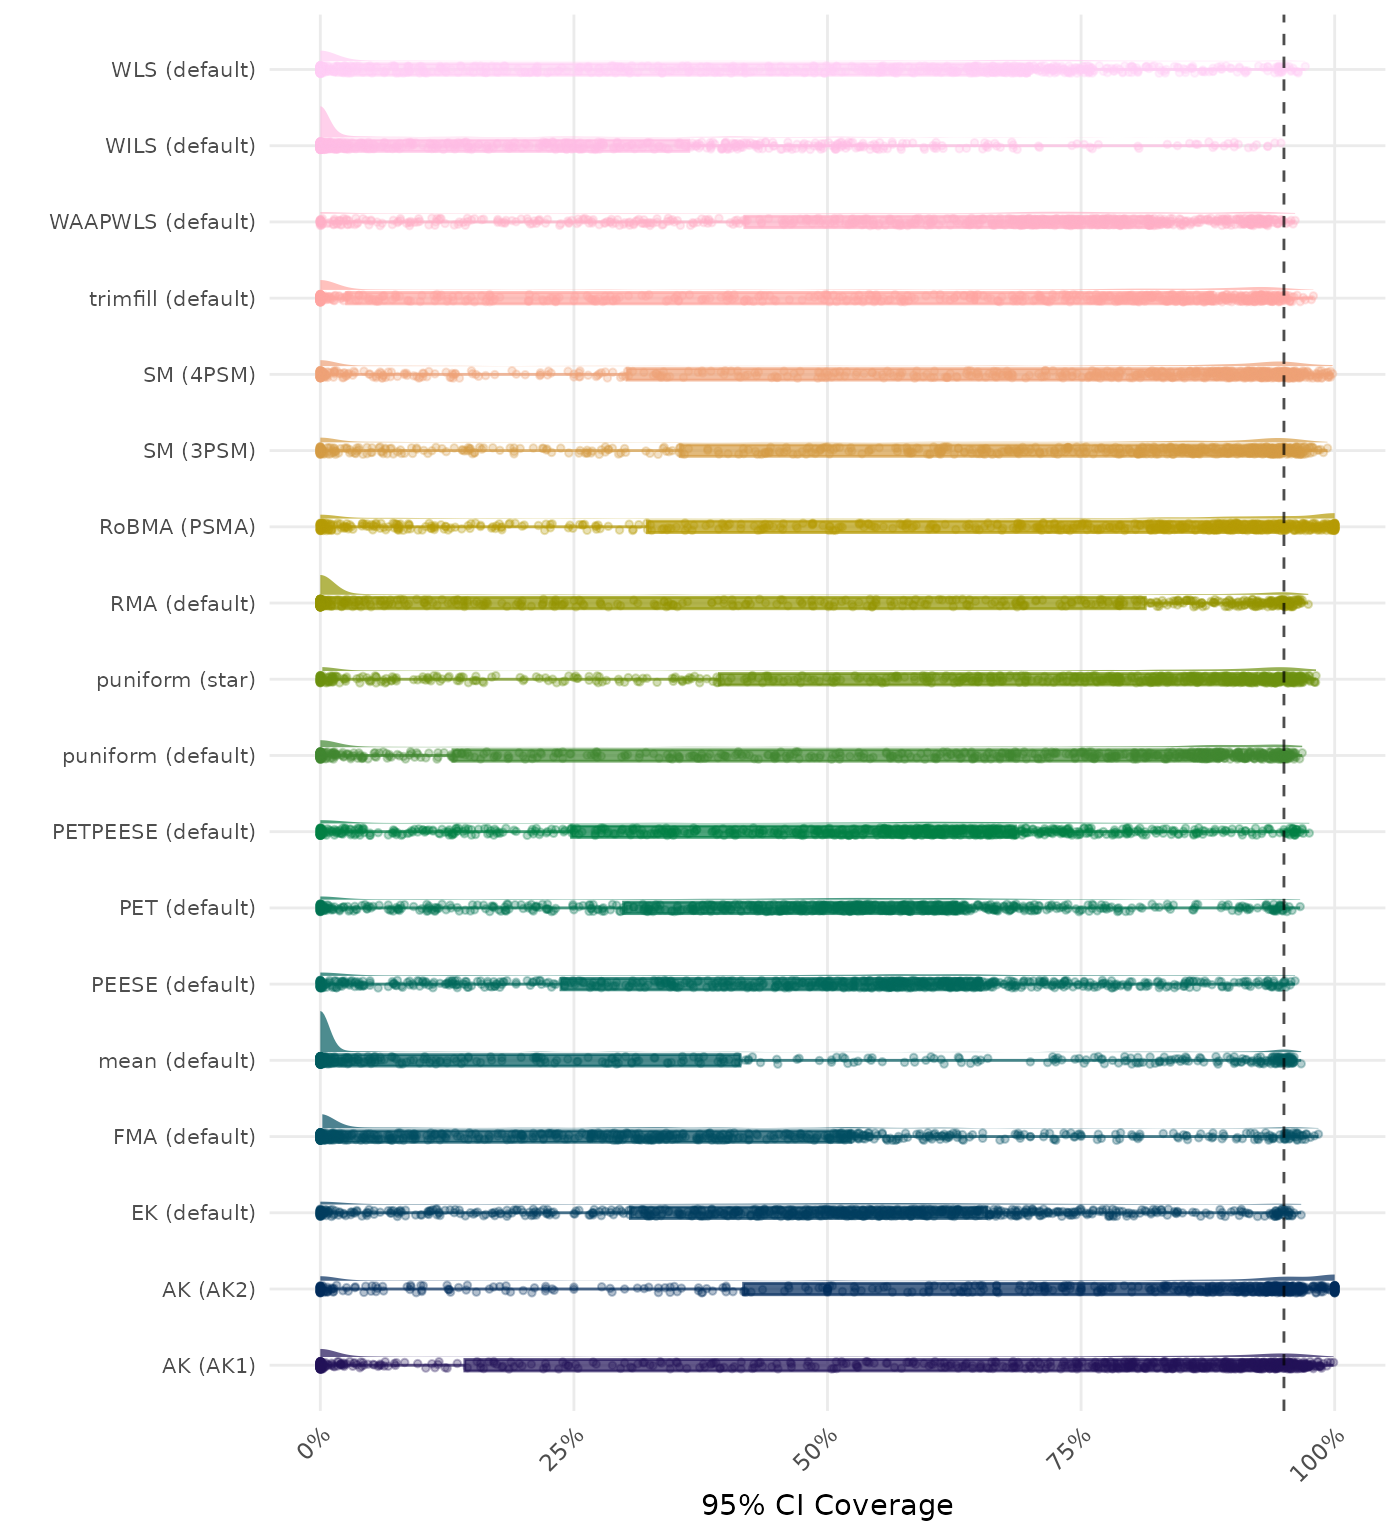 WLS (default)
WILS (default)
WAAPWLS (default)
trimfill (default)
SM (4PSM)
SM (3PSM)
RoBMA (PSMA)
RMA (default)
puniform (star)
puniform (default)
PETPEESE (default)
PET (default)
PEESE (default)
mean (default)
FMA (default)
EK (default)
AK (AK2)
AK (AK1)
0% 25% 50% 75% 100%
95% CI Coverage